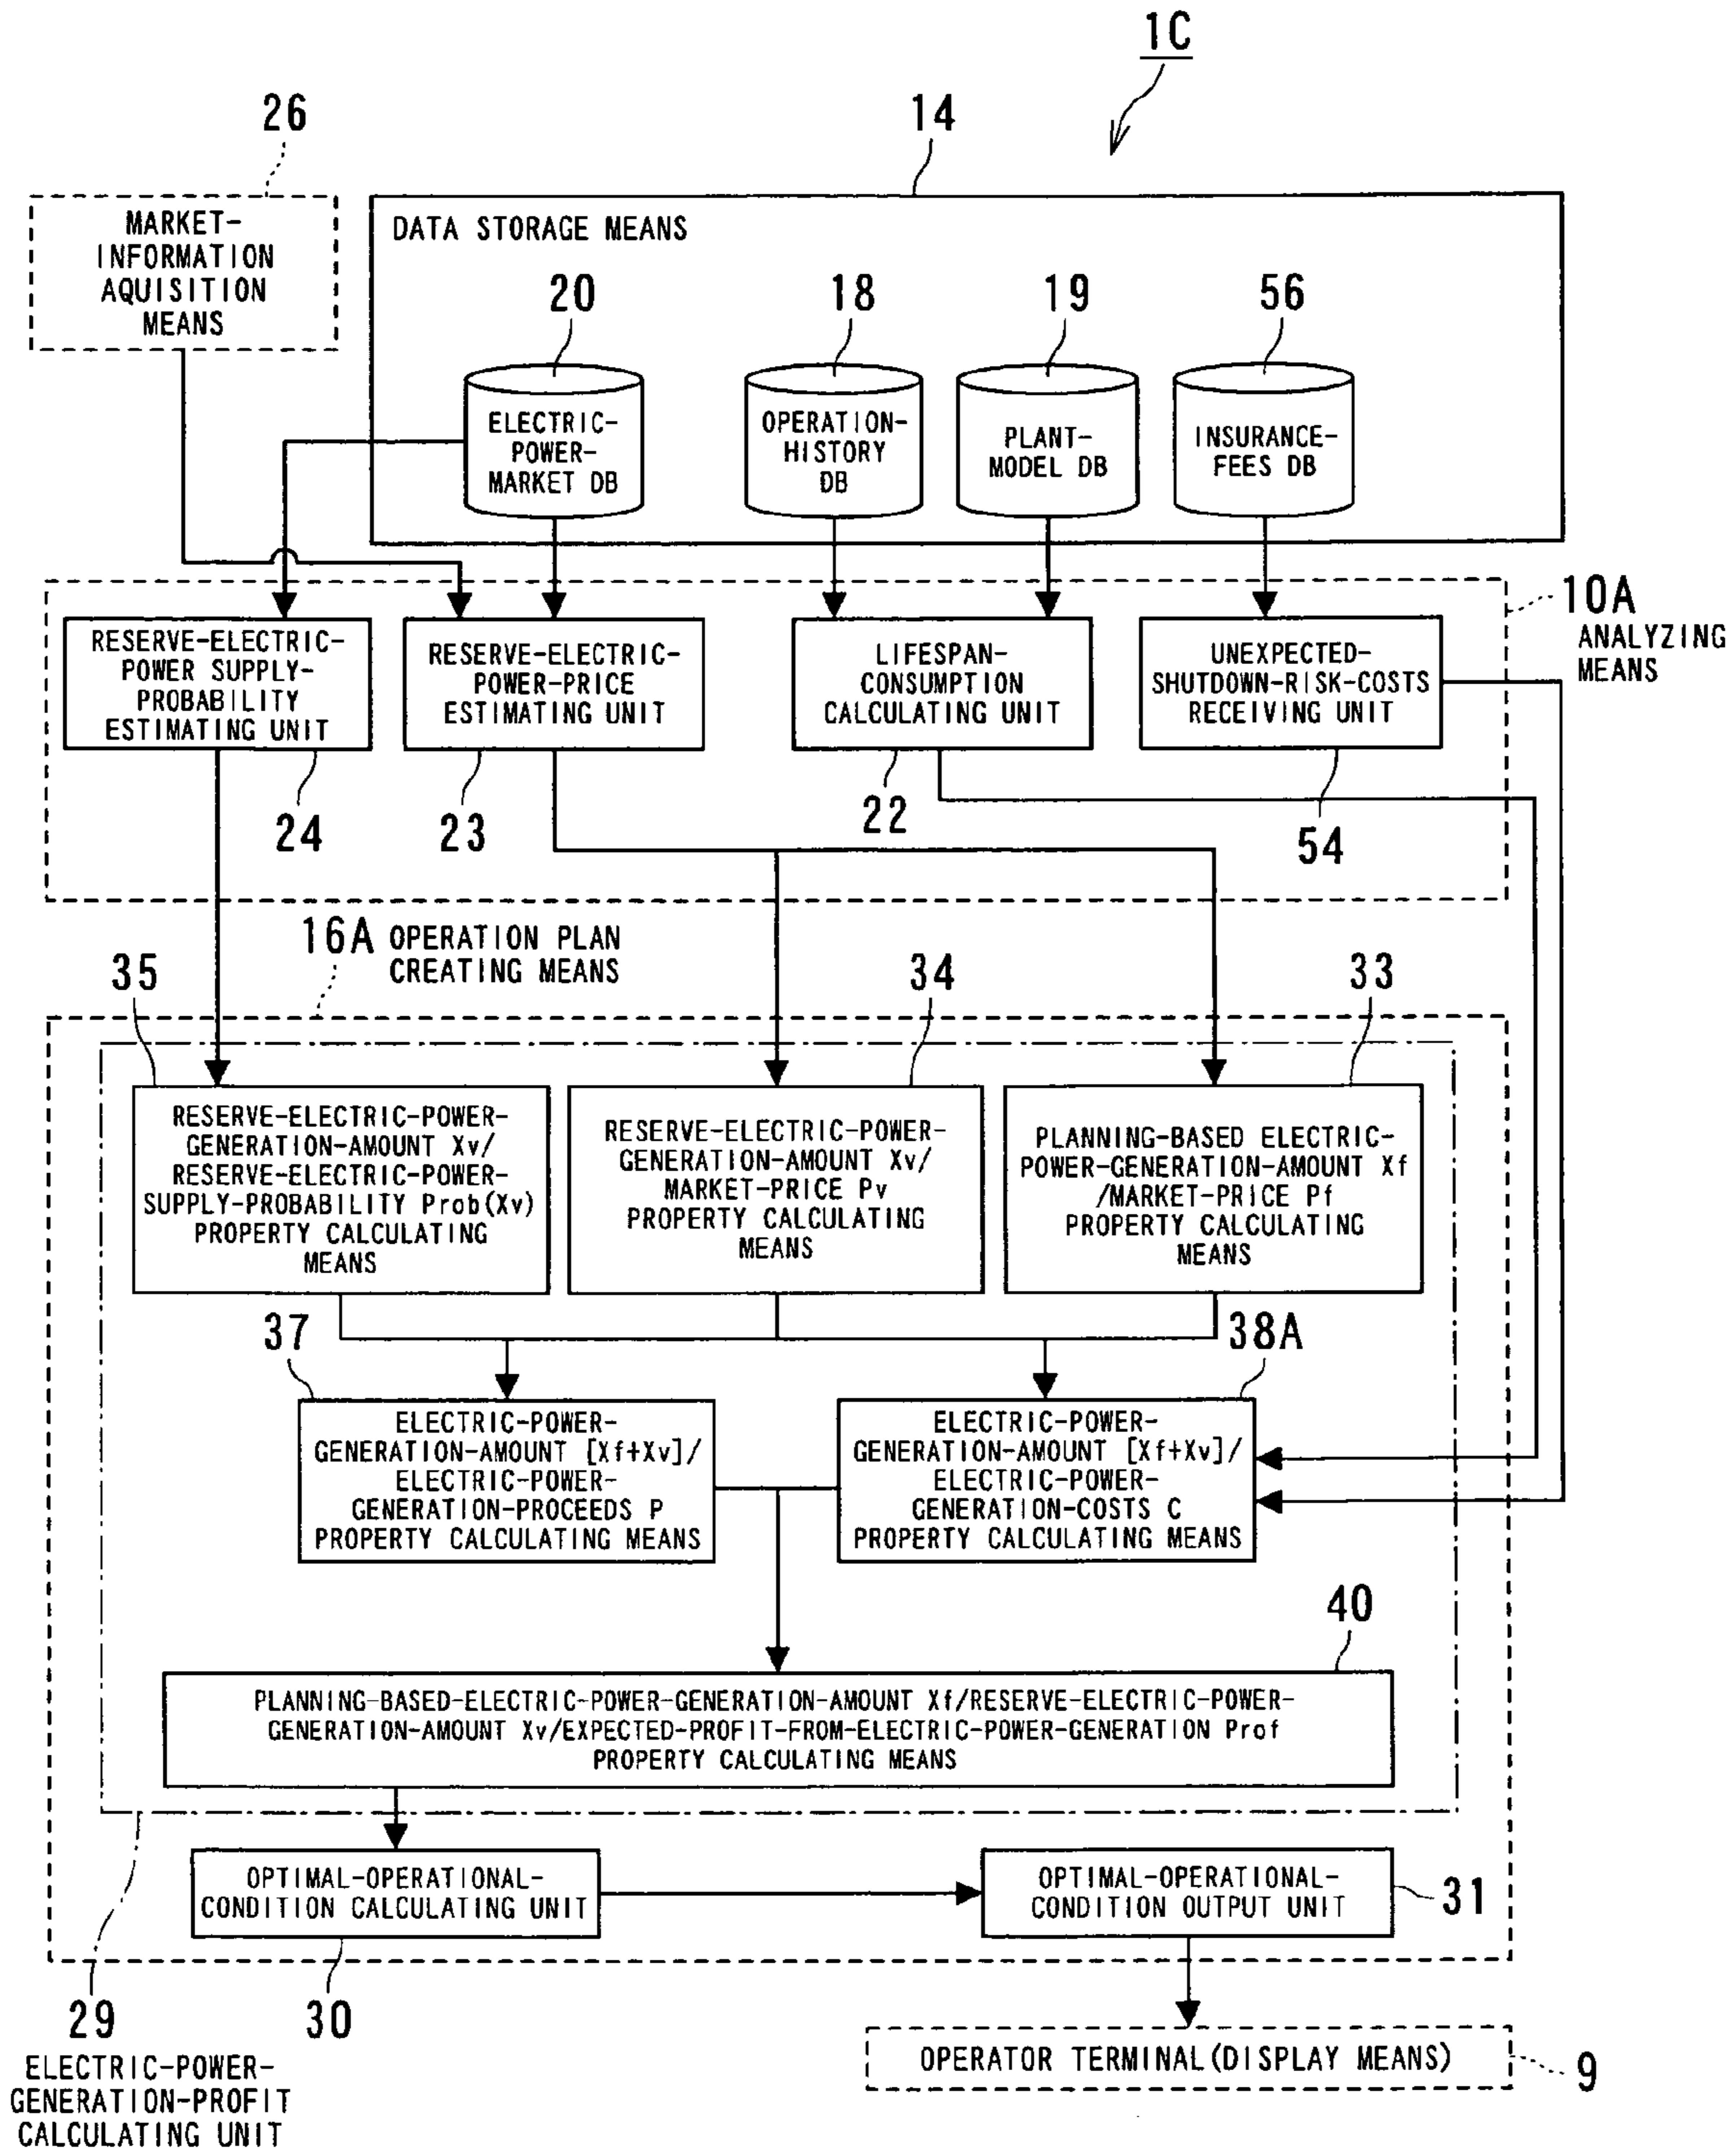 1C
26
14
MARKET-
INFORMATION
AQUISITION
MEANS
DATA STORAGE MEANS
20
18
19
56
ELECTRIC-
POWER-
MARKET DB
OPERATION-
HISTORY
DB
PLANT-
MODEL DB
INSURANCE-
FEES DB
10A
ANALYZING
MEANS
RESERVE-ELECTRIC-
POWER SUPPLY-
PROBABILITY
ESTIMATING UNIT
RESERVE-ELECTRIC-
POWER-PRICE
ESTIMATING UNIT
LIFESPAN-
CONSUMPTION
CALCULATING UNIT
UNEXPECTED-
SHUTDOWN-RISK-COSTS
RECEIVING UNIT
24
23
22
54
16A OPERATION PLAN
CREATING MEANS
35
34
33
RESERVE-ELECTRIC-POWER-
GENERATION-AMOUNT Xv/
RESERVE-ELECTRIC-POWER-
SUPPLY-PROBABILITY Prob(Xv)
PROPERTY CALCULATING
MEANS
RESERVE-ELECTRIC-POWER-
GENERATION-AMOUNT Xv/
MARKET-PRICE Pv
PROPERTY CALCULATING
MEANS
PLANNING-BASED ELECTRIC-
POWER-GENERATION-AMOUNT Xf
/MARKET-PRICE Pf
PROPERTY CALCULATING
MEANS
37
38A
ELECTRIC-POWER-
GENERATION-AMOUNT [Xf+Xv]/
ELECTRIC-POWER-
GENERATION-PROCEEDS P
PROPERTY CALCULATING MEANS
ELECTRIC-POWER-
GENERATION-AMOUNT [Xf+Xv]/
ELECTRIC-POWER-
GENERATION-COSTS C
PROPERTY CALCULATING MEANS
40
PLANNING-BASED-ELECTRIC-POWER-GENERATION-AMOUNT Xf/RESERVE-ELECTRIC-POWER-
GENERATION-AMOUNT Xv/EXPECTED-PROFIT-FROM-ELECTRIC-POWER-GENERATION Prof
PROPERTY CALCULATING MEANS
OPTIMAL-OPERATIONAL-
CONDITION CALCULATING UNIT
OPTIMAL-OPERATIONAL-
CONDITION OUTPUT UNIT
31
29
ELECTRIC-POWER-
GENERATION-PROFIT
CALCULATING UNIT
30
OPERATOR TERMINAL(DISPLAY MEANS)
9